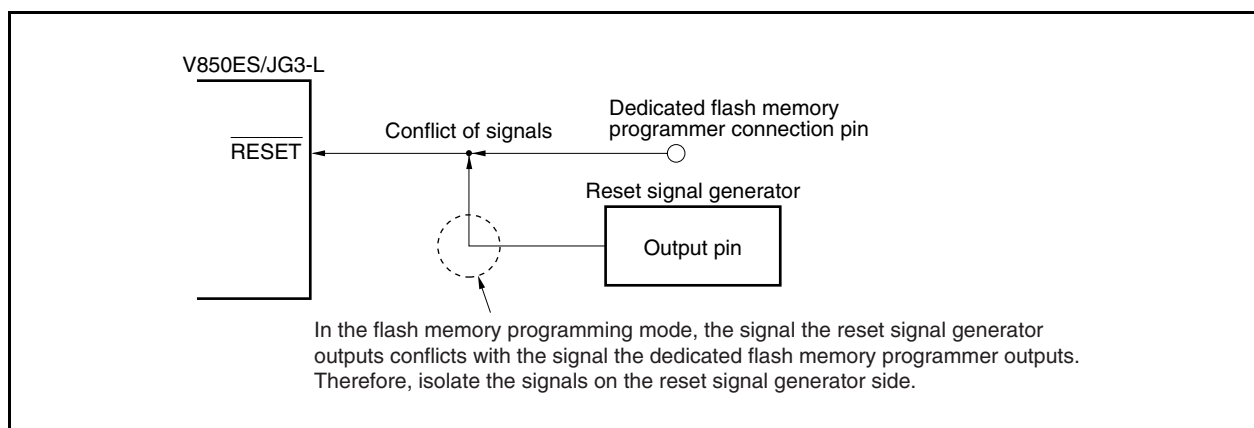 V850ES/JG3-L
Dedicated flash memory
programmer connection pin
Conflict of signals
RESET
Reset signal generator
Output pin
In the flash memory programming mode, the signal the reset signal generator
outputs conflicts with the signal the dedicated flash memory programmer outputs.
Therefore, isolate the signals on the reset signal generator side.